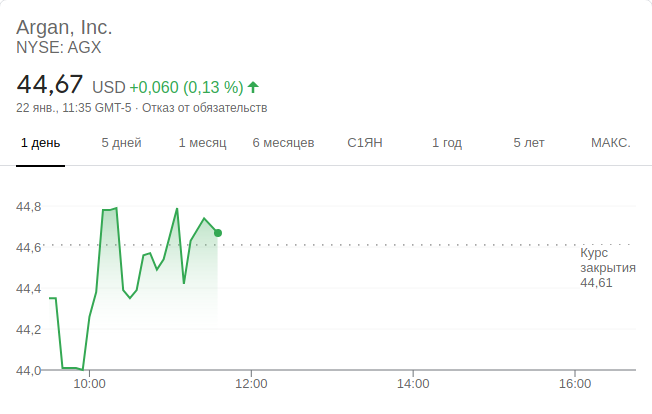 Argan, Inc.
NYSE: AGX
44,67 USD +0,060 (0,13 %)
22 янв., 11:35 GMT-5 · Отказ от обязательств
1 день 5 дней 1 месяц 6 месяцев С1ЯН 1 год 5 лет МАКС.
44,8
44,6
Курс
закрытия
44,61
44,4
44,2
44,0
10:00 12:00 14:00 16:00